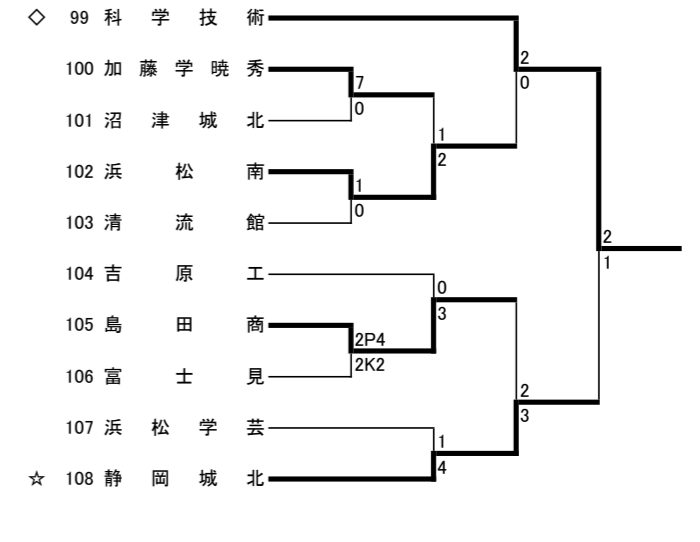 ◇ 99 科学技術
2
100 加藤学暁秀
7
0
0
101 沼津城北
1
102 浜松南
2
1
0
103 清流館
2
1
104 吉原工
0
3
105 島田商
2P4
2K2
106 富士見
2
3
107 浜松学芸
1
4
☆ 108 静岡城北